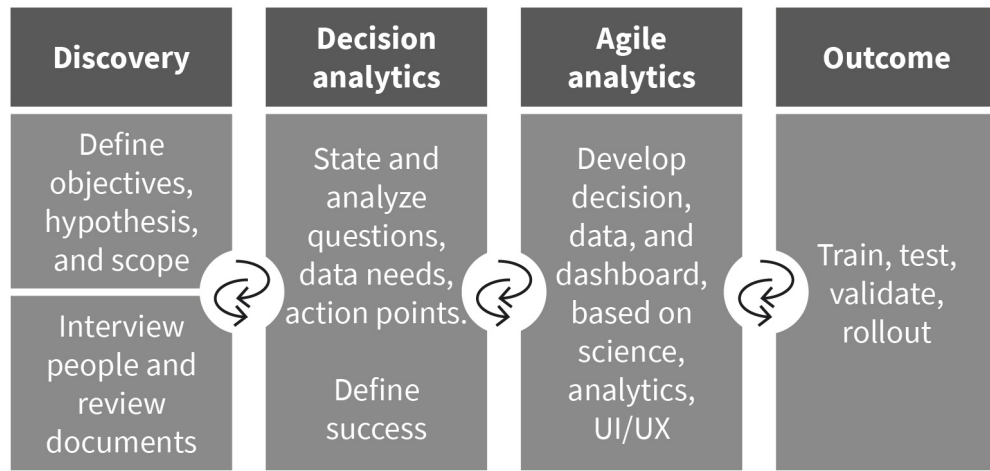 Discovery
Define
objectives,
hypothesis,
and scope
Interview
people and
review
documents
Decision
analytics
State and
analyze
questions,
data needs,
action points.
Define
success
Agile
analytics
Develop
decision,
data, and
dashboard,
based on
science,
analytics,
UI/UX
Outcome
Train, test,
validate,
rollout